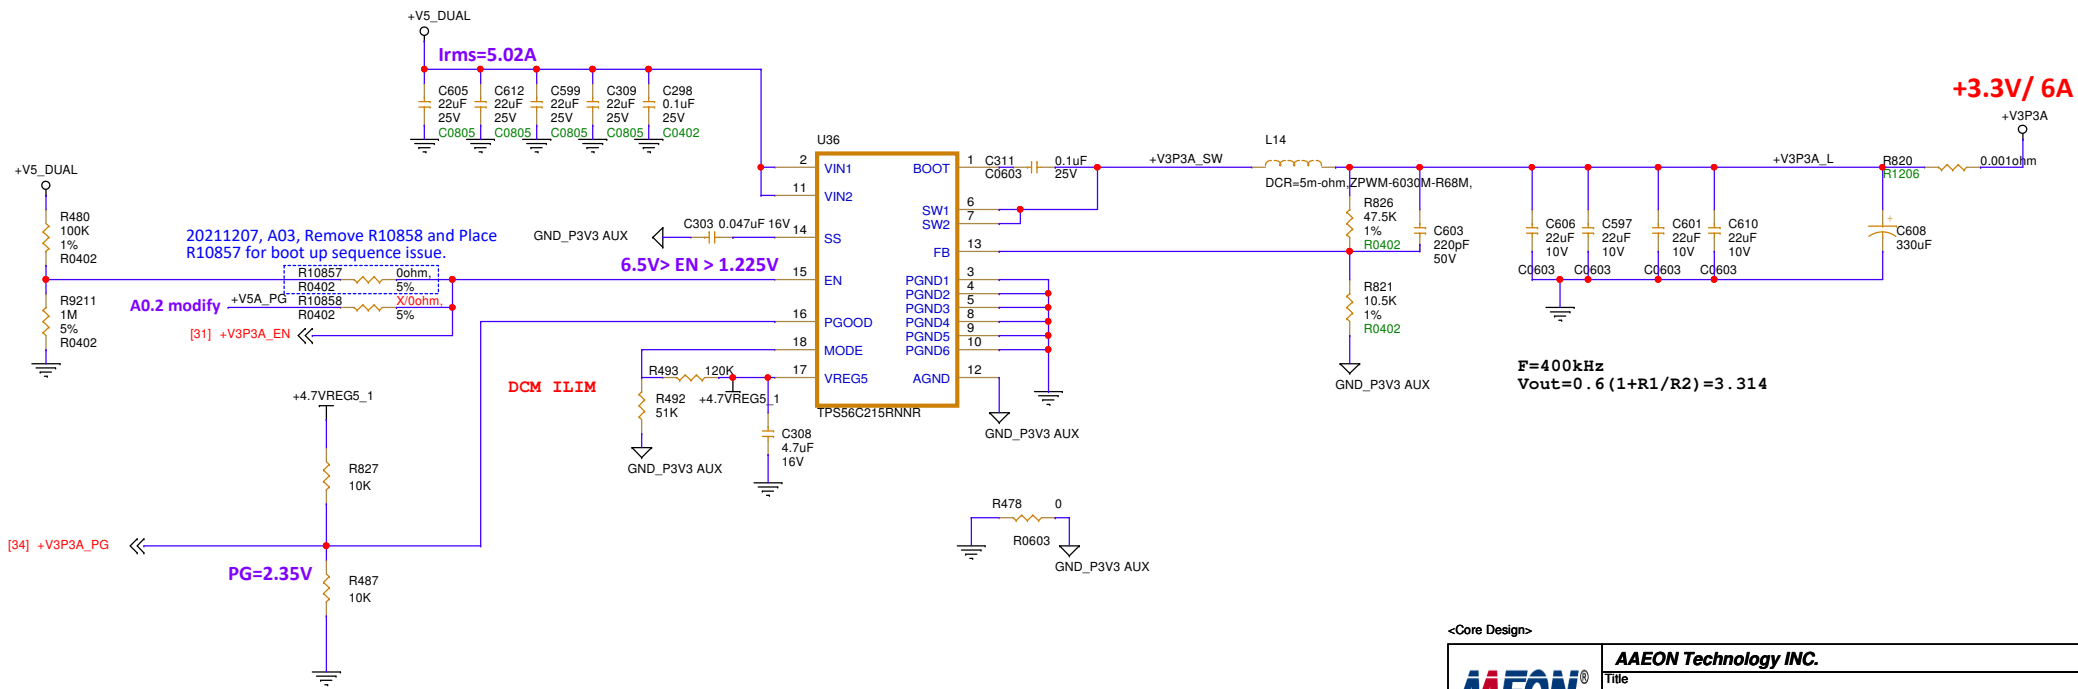 +V5_DUAL
Irms=5.02A
C605
22uF
25V
C0805
C612
22uF
25V
C0805
C599
22uF
25V
C0805
C309
22uF
25V
C0805
C298
0.1uF
25V
C0402
+3.3V/ 6A
+V3P3A
U36
L14
2
VIN1
11
VIN2
14
SS
15
EN
16
PGOOD
18
MODE
17
VREG5
BOOT
1
SW1
6
SW2
7
FB
13
PGND1
3
PGND2
4
PGND3
5
PGND4
8
PGND5
9
PGND6
10
AGND
12
TPS56C215RNNR
C311
C0603
0.1uF
25V
+V3P3A_SW
DCR=5m-ohm,ZPWM-6030M-R68M,
+V3P3A_L
R820
R1206
0.001ohm
+V5_DUAL
R480
100K
1%
R0402
20211207, A03, Remove R10858 and Place
R10857 for boot up sequence issue.
GND_P3V3 AUX
C303 0.047uF 16V
6.5V> EN > 1.225V
R10857
R0402
0ohm,
5%
A0.2 modify
+V5A_PG
R10858
R0402
X/0ohm,
5%
[31] +V3P3A_EN
R9211
1M
5%
R0402
R826
47.5K
1%
R0402
C603
220pF
50V
C606
22uF
10V
C0603
C597
22uF
10V
C0603
C601
22uF
10V
C0603
C610
22uF
10V
C0603
+
C608
330uF
R821
10.5K
1%
R0402
GND_P3V3 AUX
F=400kHz
Vout=0.6(1+R1/R2)=3.314
DCM ILIM
R493
120K
+4.7VREG5_1
R492
51K
GND_P3V3 AUX
C308
4.7uF
16V
GND_P3V3 AUX
+4.7VREG5_1
R827
10K
[34] +V3P3A_PG
PG=2.35V
R487
10K
R478
0
R0603
GND_P3V3 AUX
<Core Design>
AAEON®
AAEON Technology INC.
Title